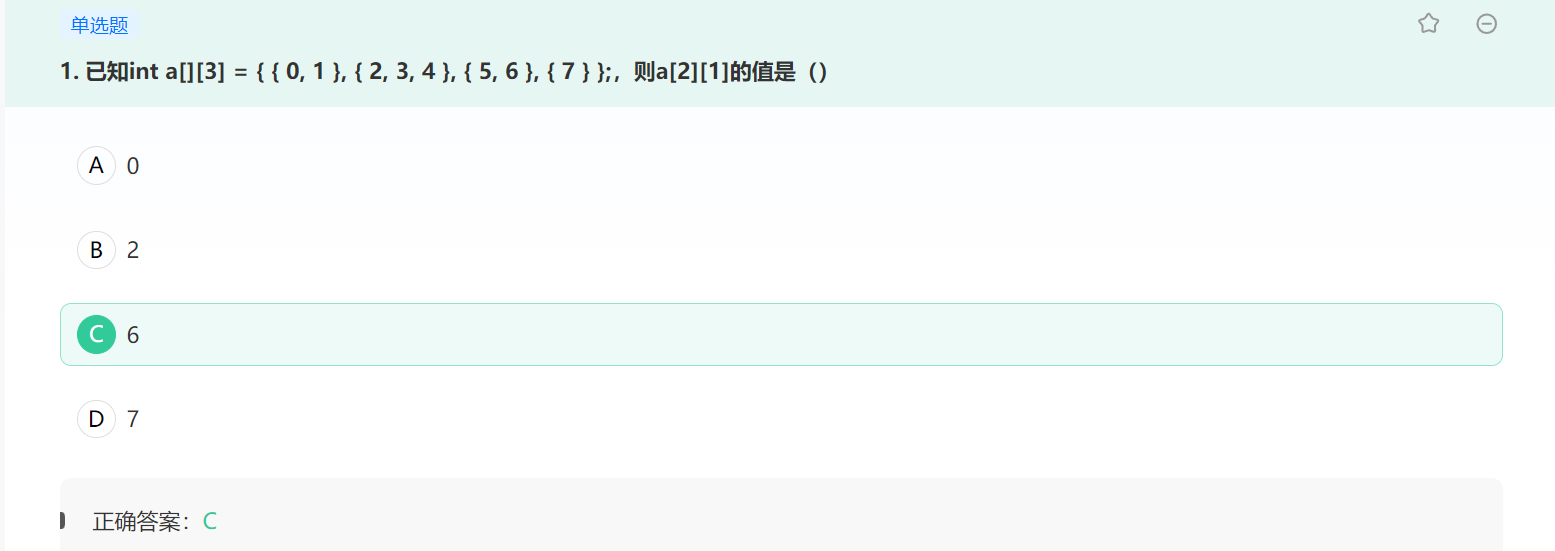 单选题
1. 已知int a[][3] = { { 0, 1 }, { 2, 3, 4 }, { 5, 6 }, { 7 } };，则a[2][1]的值是（）
A 0
B 2
C 6
D 7
正确答案：C